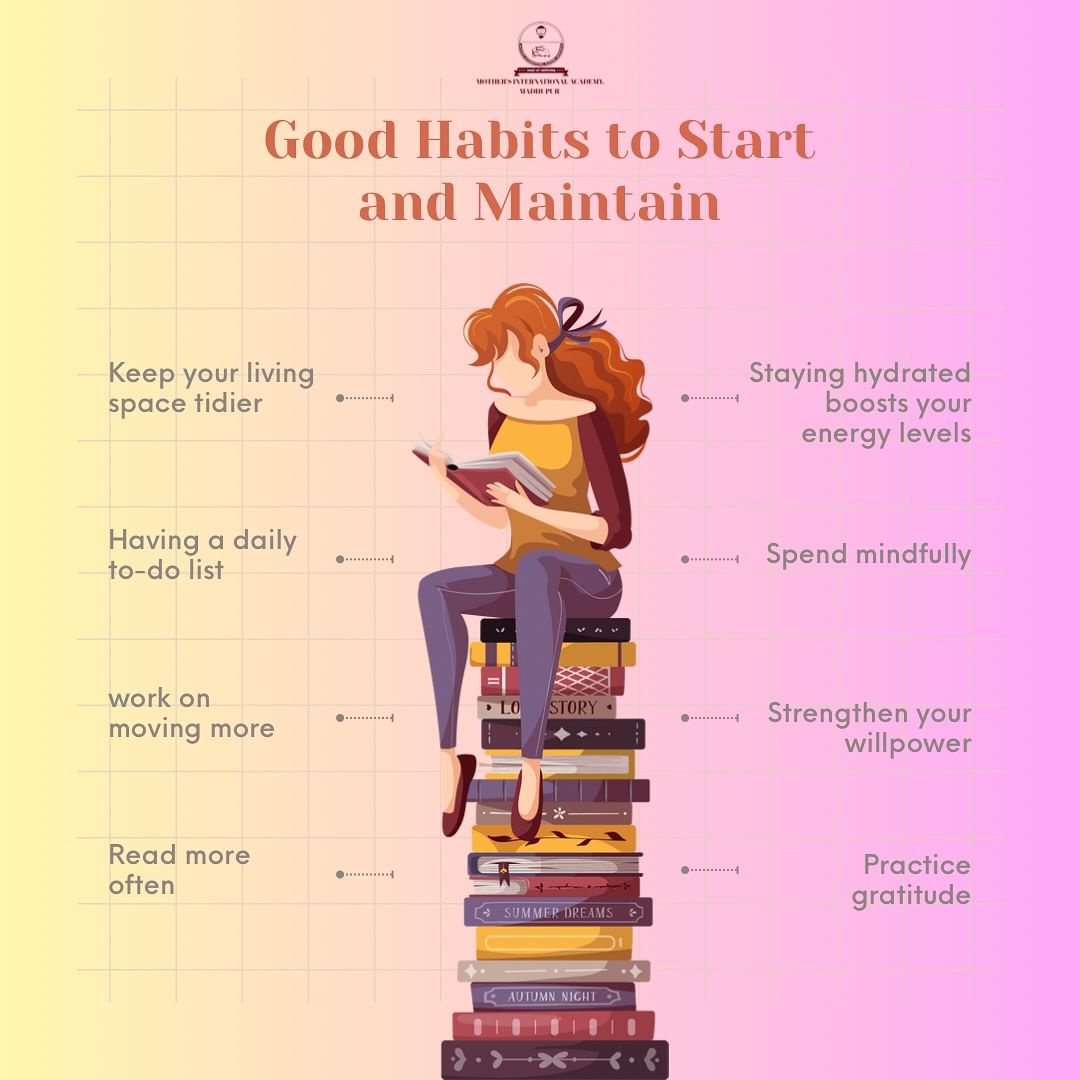 MOTHER'S INTERNATIONAL ACADEMY,
MADHUPUR
Good Habits to Start
and Maintain
Keep your living
space tidier
Having a daily
to-do list
work on
moving more
Read more
often
Staying hydrated
boosts your
energy levels
Spend mindfully
Strengthen your
willpower
Practice
gratitude
STORY
SUMMER DREAMS
AUTUMN NIGHT